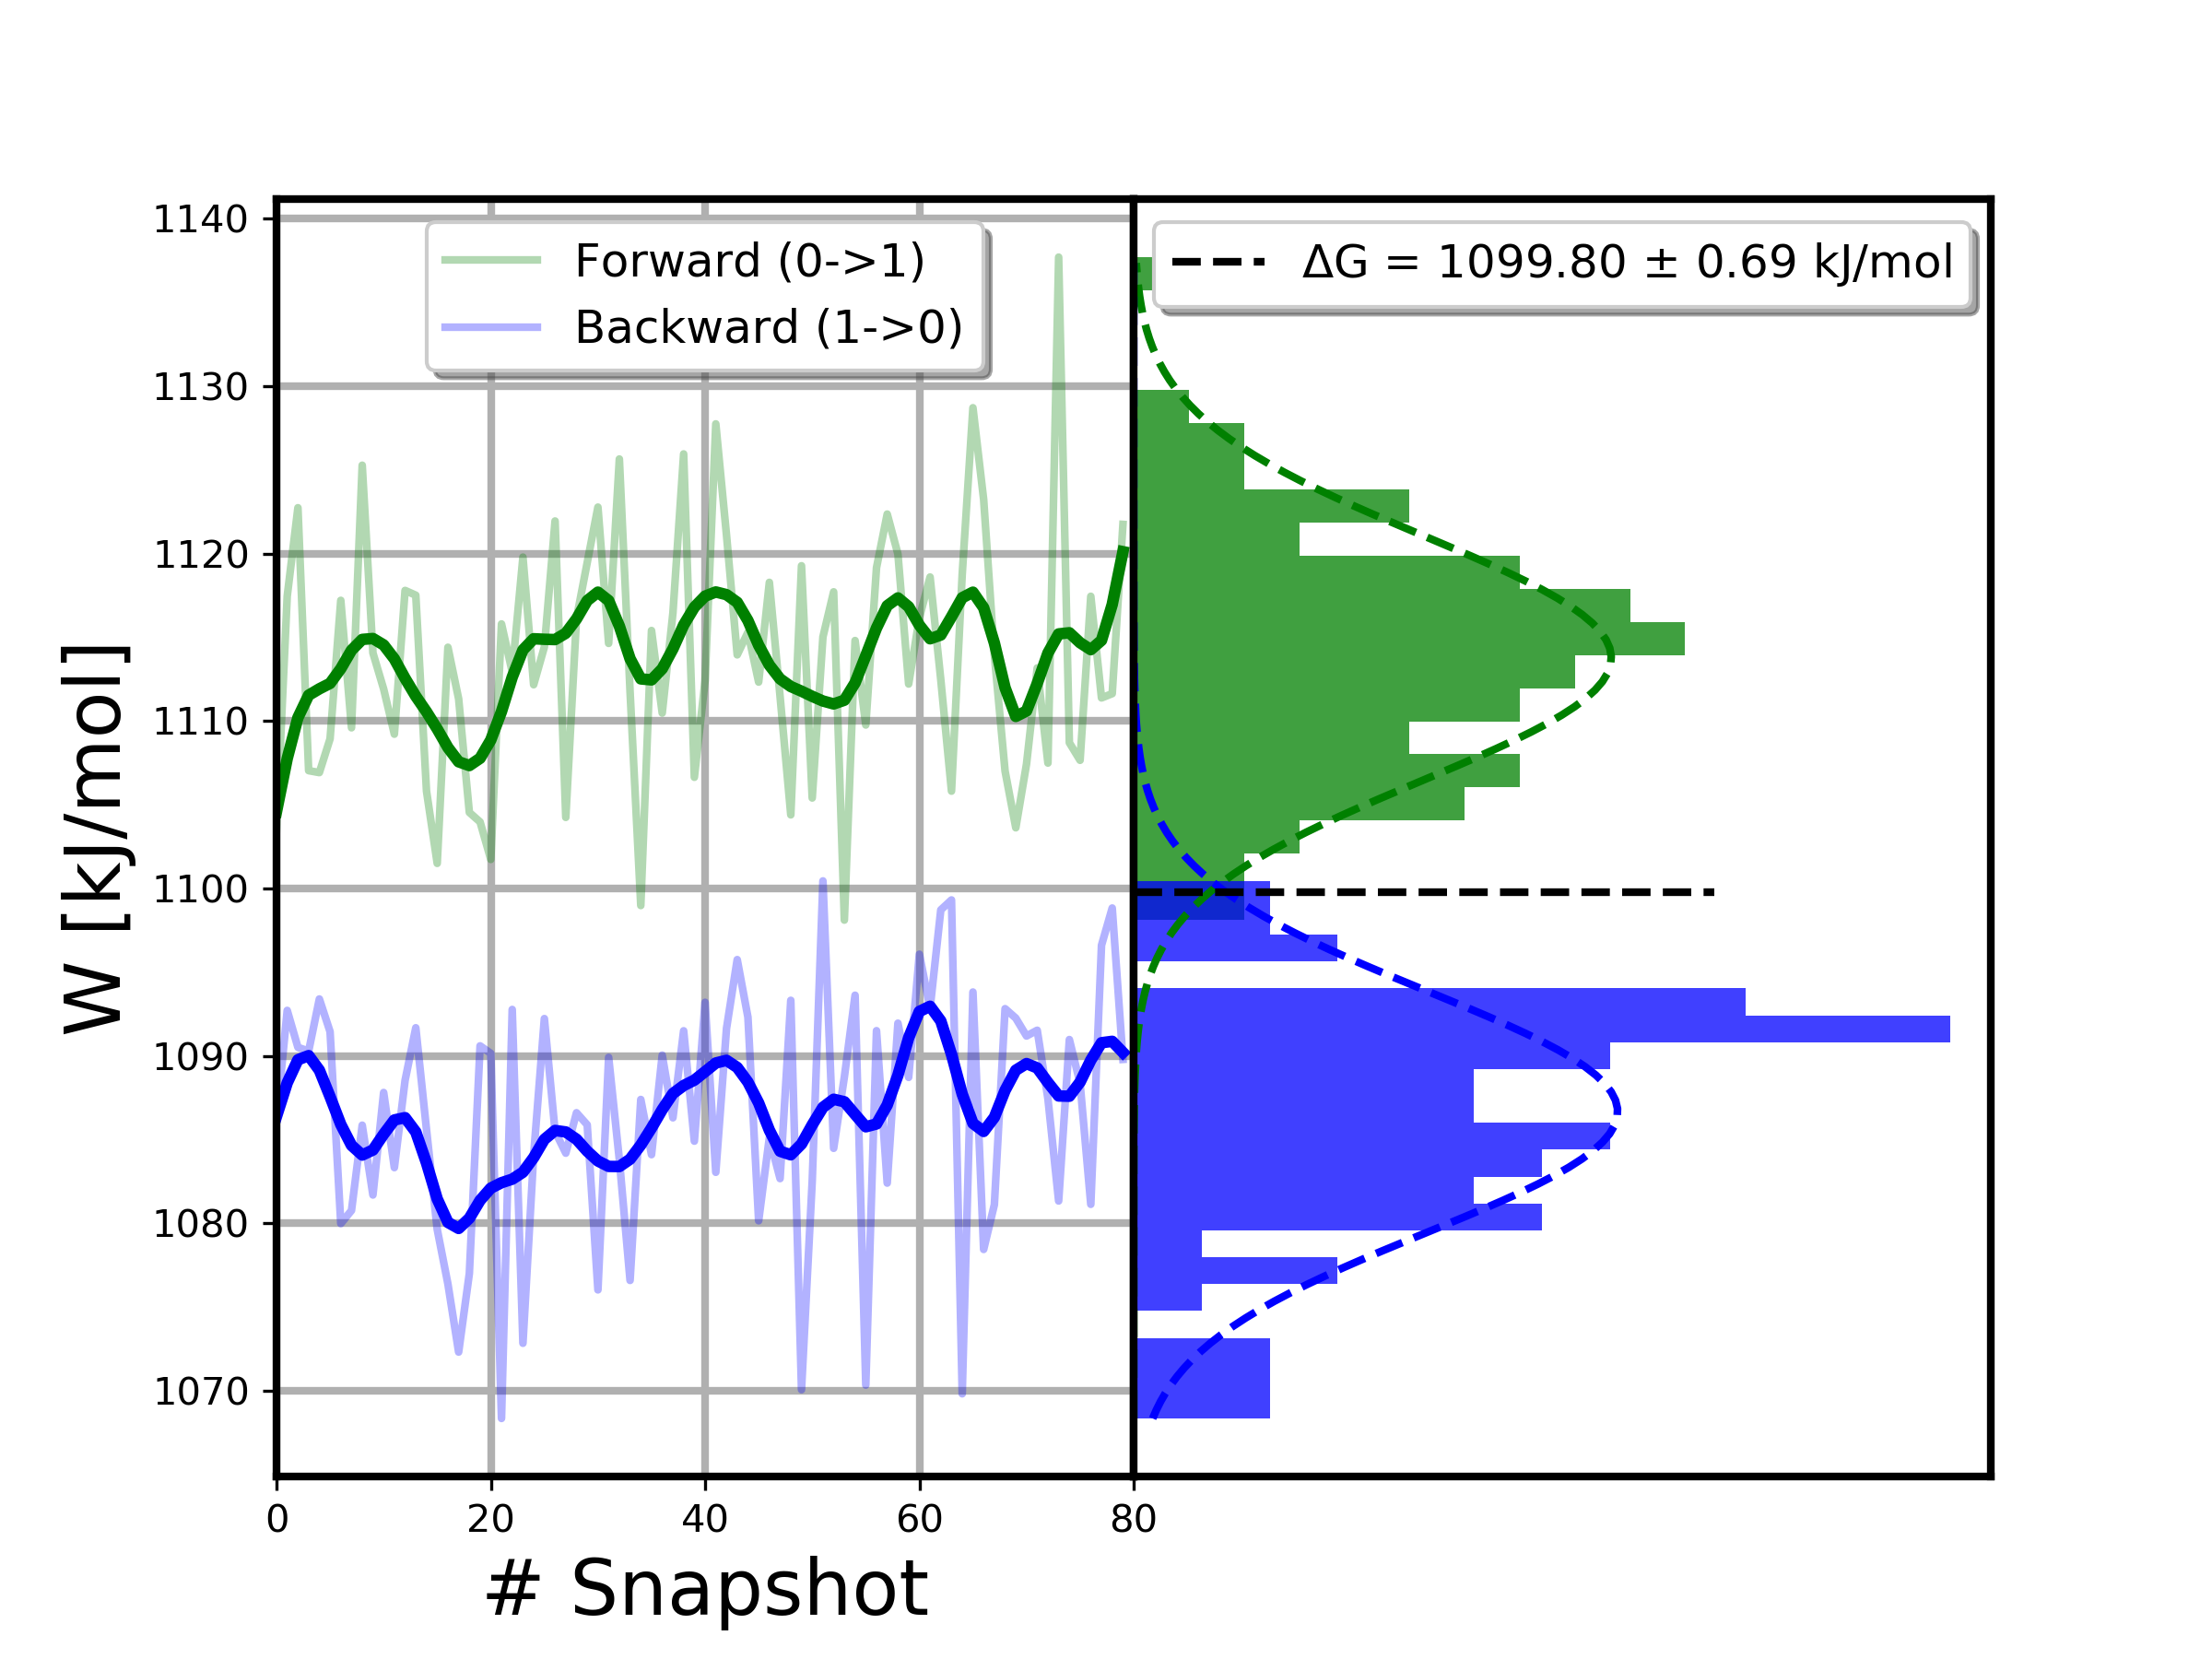 1140
1130
1120
1110
1100
1090
1080
1070
W [kJ/mol]
0 20 40 60 80
# Snapshot
Forward (0->1)
Backward (1->0)
ΔG = 1099.80 ± 0.69 kJ/mol